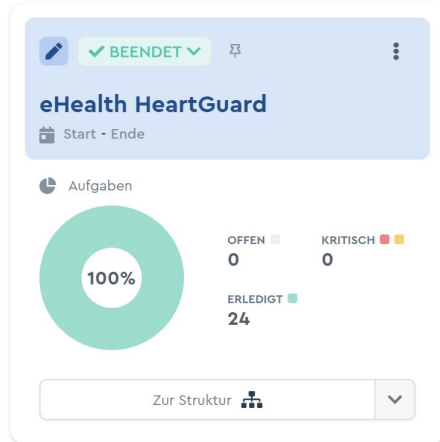 BEENDET
eHealth HeartGuard
Start - Ende
Aufgaben
100%
OFFEN
0
KRITISCH
0
ERLEDIGT
24
Zur Struktur